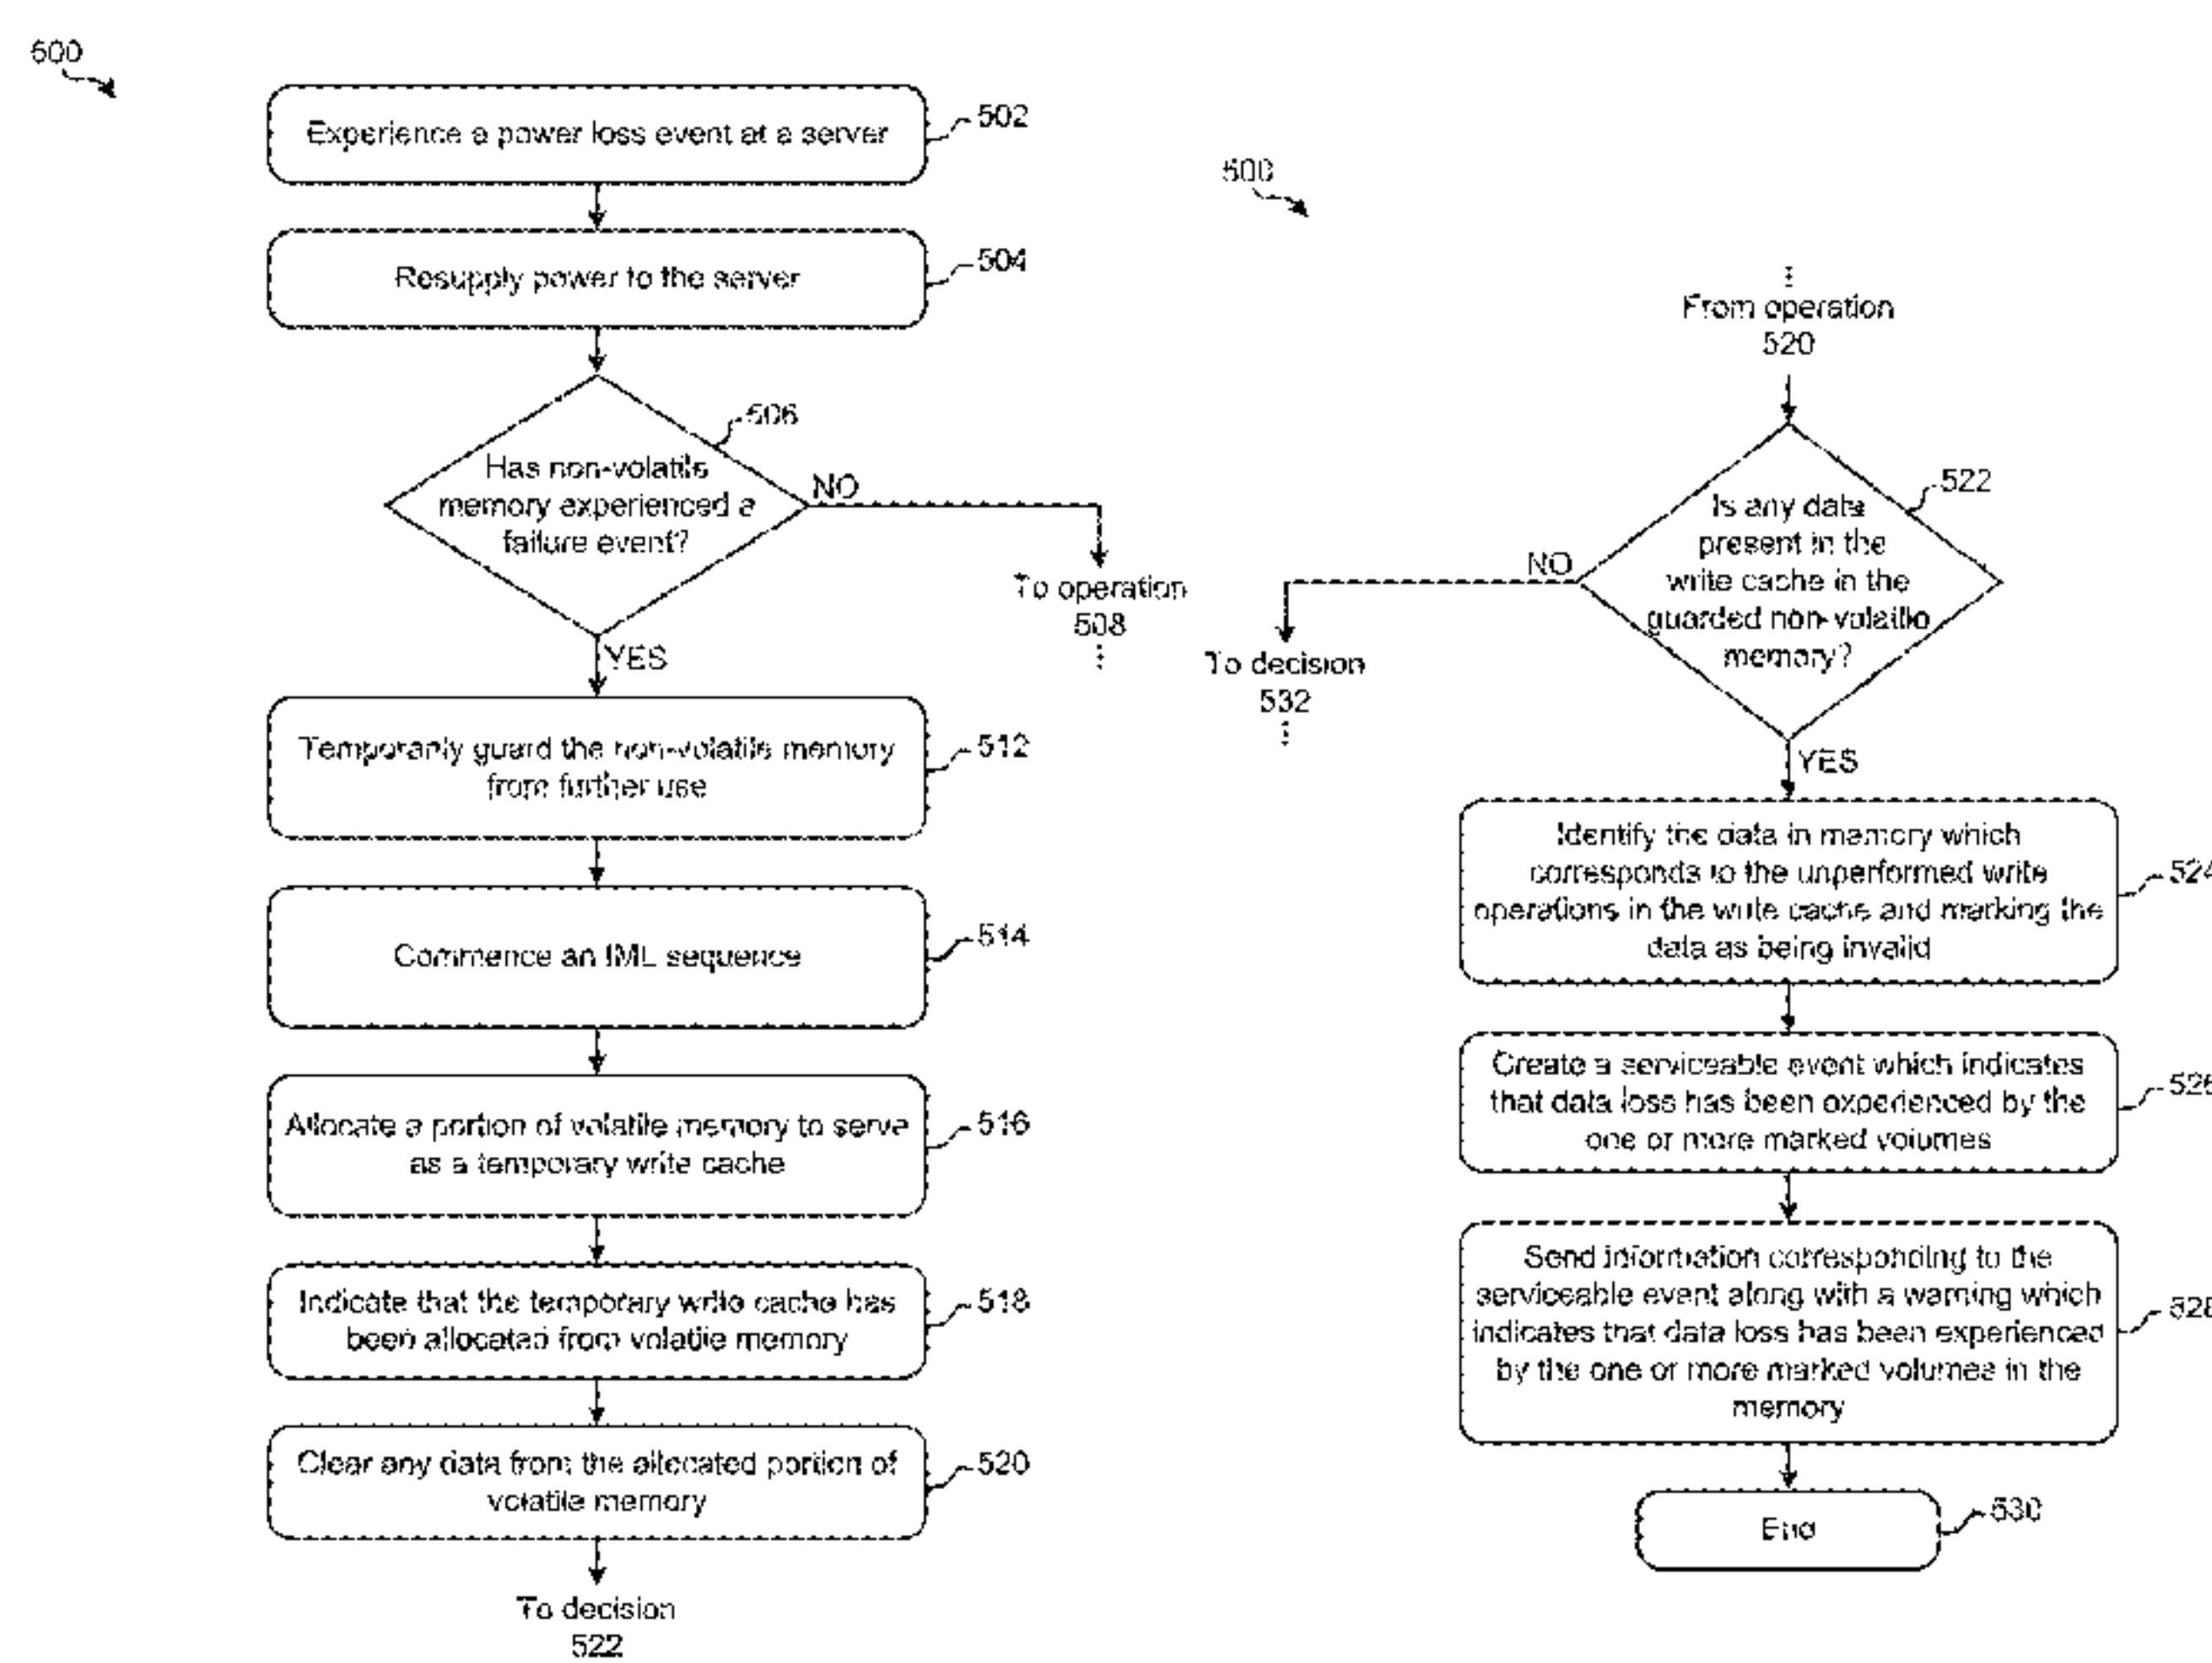 500
Experience a power loss event at a server
502
Resupply power to the server
504
506
Has non-volatile
memory experienced a
failure event?
NO
To operation
508
YES
Temporarily guard the non-volatile memory
from further use
512
Commence an IML sequence
514
Allocate a portion of volatile memory to serve
as a temporary write cache
516
Indicate that the temporary write cache has
been allocated from volatile memory
518
Clear any data from the allocated portion of
volatile memory
520
To decision
522
500
From operation
520
522
Is any data
present in the
write cache in the
guarded non-volatile
memory?
NO
To decision
532
YES
Identify the data in memory which
corresponds to the unperformed write
operations in the write cache and marking the
data as being invalid
524
Create a serviceable event which indicates
that data loss has been experienced by the
one or more marked volumes
526
Send information corresponding to the
serviceable event along with a warning which
indicates that data loss has been experienced
by the one or more marked volumes in the
memory
528
End
530